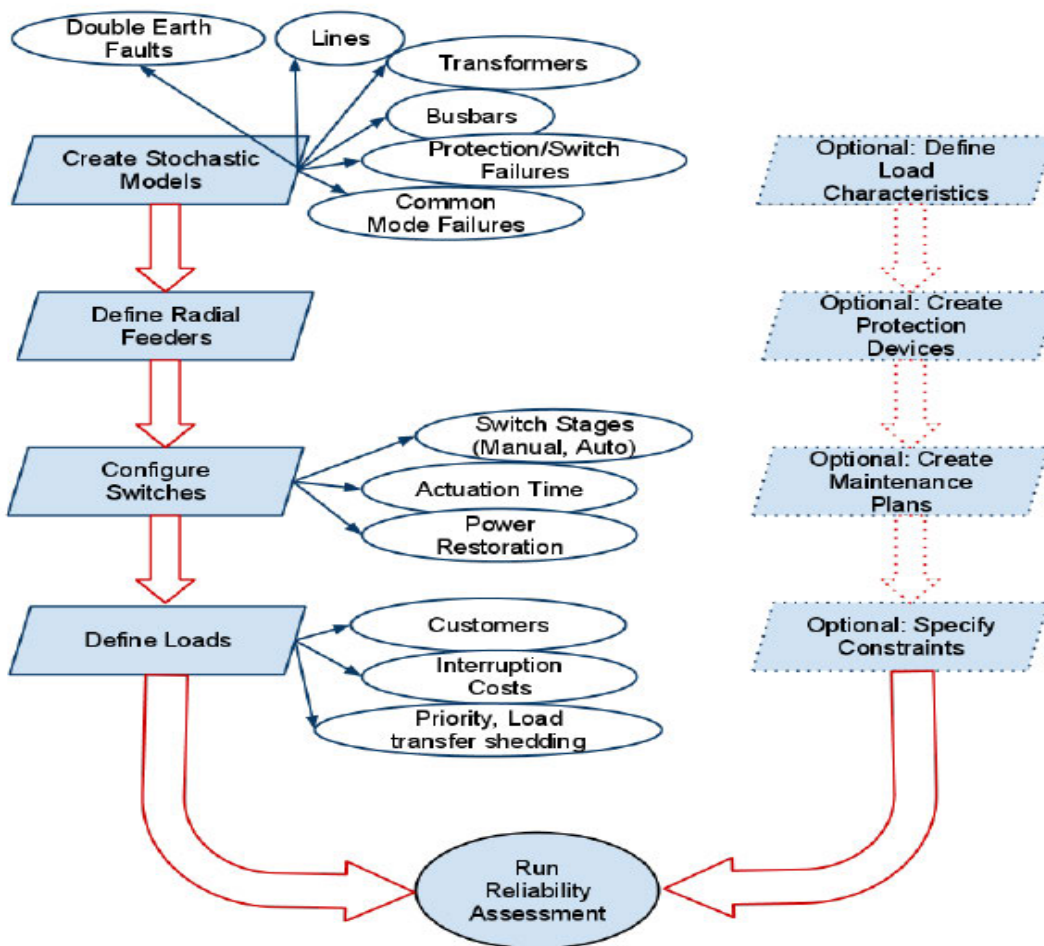 Double Earth
Faults
Lines
Transformers
Busbars
Protection/Switch
Failures
Common
Mode Failures
Create Stochastic
Models
Define Radial
Feeders
Configure
Switches
Switch Stages
(Manual, Auto)
Actuation Time
Power
Restoration
Define Loads
Customers
Interruption
Costs
Priority, Load
transfer shedding
Optional: Define
Load
Characteristics
Optional: Create
Protection
Devices
Optional: Create
Maintenance
Plans
Optional: Specify
Constraints
Run
Reliability
Assessment